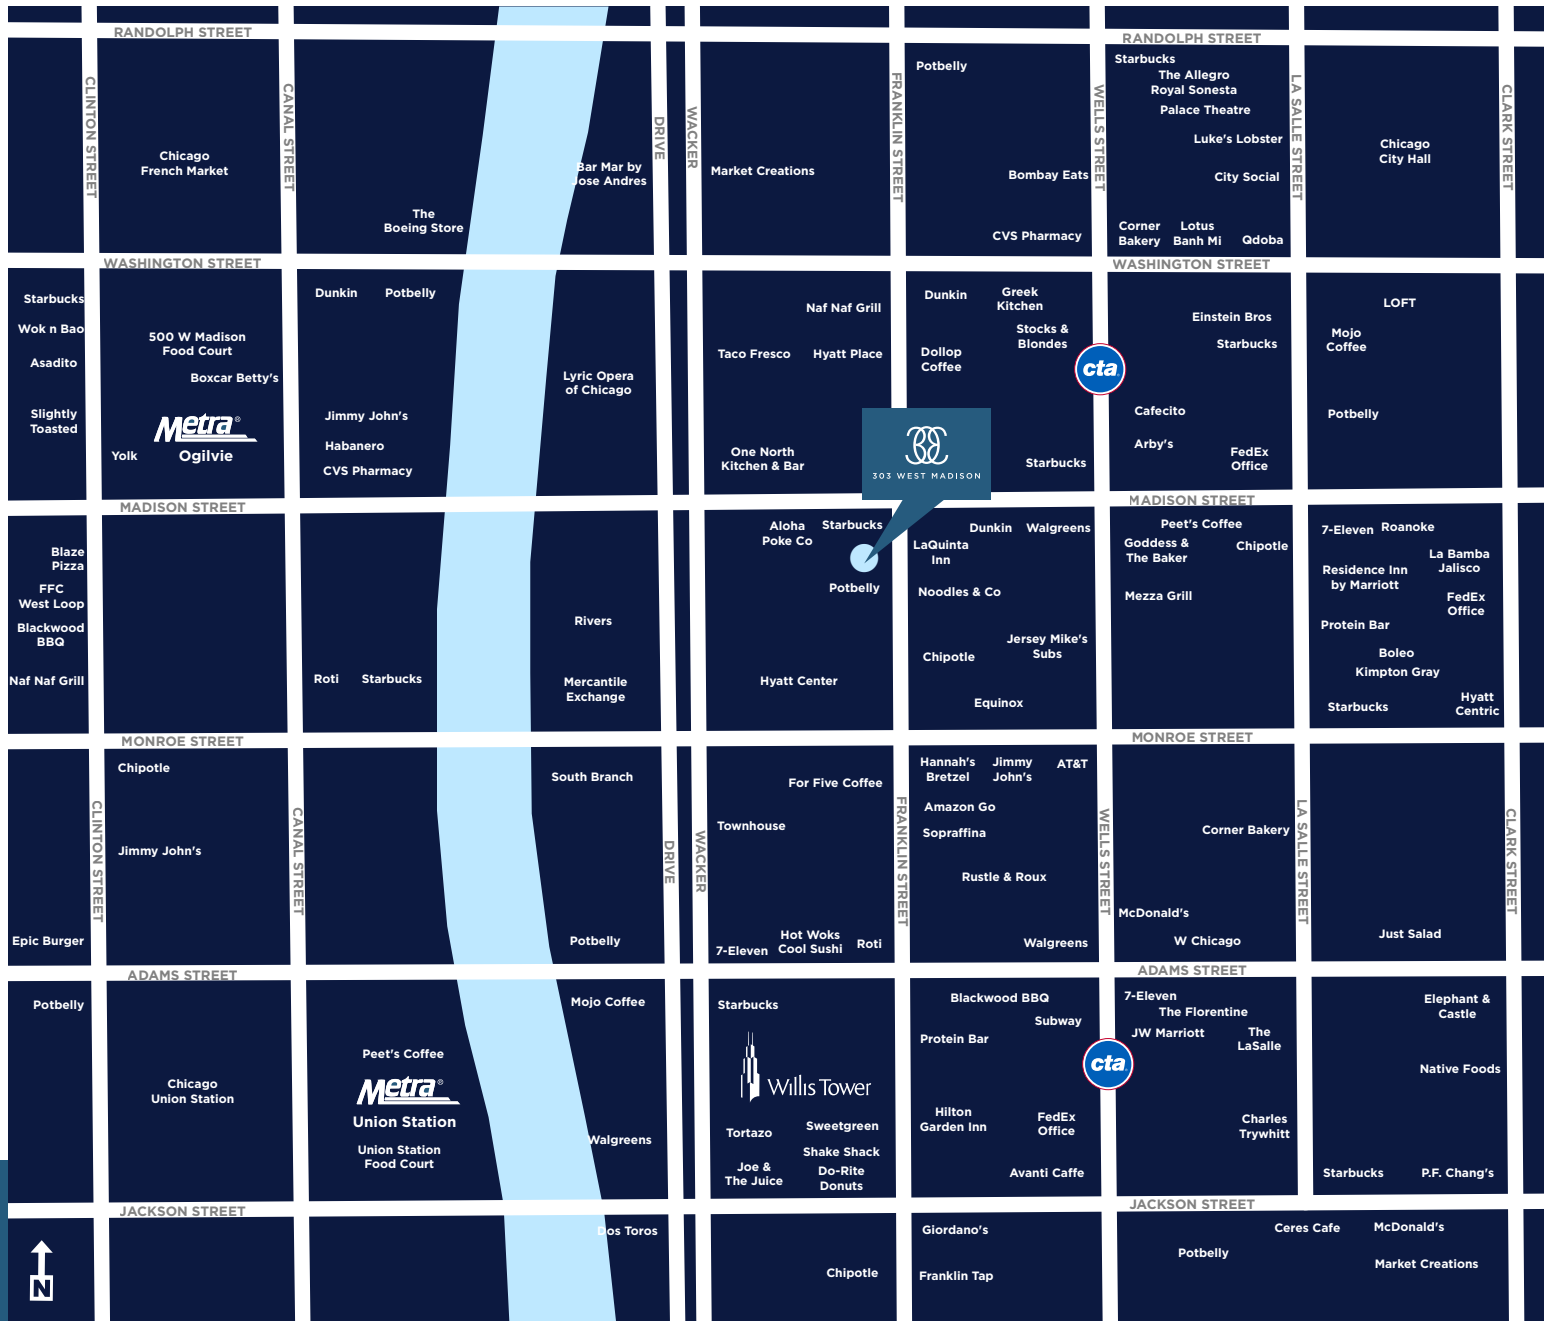 RANDOLPH STREET
RANDOLPH STREET
CLINTON STREET
CANAL STREET
DRIVE
WACKER
FRANKLIN STREET
WELLS STREET
LA SALLE STREET
CLARK STREET
Chicago
French Market
The
Boeing Store
Bar Mar by
Jose Andres
Market Creations
Potbelly
Bombay Eats
CVS Pharmacy
Starbucks
The Allegro
Royal Sonesta
Palace Theatre
Luke's Lobster
City Social
Corner
Bakery
Lotus
Banh Mi
Qdoba
Chicago
City Hall
WASHINGTON STREET
WASHINGTON STREET
Starbucks
Wok n Bao
Asadito
Slightly
Toasted
500 W Madison
Food Court
Boxcar Betty's
Metra®
Ogilvie
Yolk
Dunkin
Potbelly
Jimmy John's
Habanero
CVS Pharmacy
Lyric Opera
of Chicago
Naf Naf Grill
Taco Fresco
Hyatt Place
One North
Kitchen & Bar
Dunkin
Greek
Kitchen
Stocks &
Blondes
Dollop
Coffee
Starbucks
cta
303 WEST MADISON
Einstein Bros
Starbucks
Cafecito
Arby's
FedEx
Office
LOFT
Mojo
Coffee
Potbelly
MADISON STREET
MADISON STREET
Blaze
Pizza
FFC
West Loop
Blackwood
BBQ
Naf Naf Grill
Roti
Starbucks
Rivers
Mercantile
Exchange
Aloha
Poke Co
Starbucks
Potbelly
Hyatt Center
Dunkin
Walgreens
LaQuinta
Inn
Noodles & Co
Jersey Mike's
Subs
Chipotle
Equinox
Peet's Coffee
Goddess &
The Baker
Chipotle
Mezza Grill
7-Eleven
Roanoke
La Bamba
Jalisco
Residence Inn
by Marriott
FedEx
Office
Protein Bar
Boleo
Kimpton Gray
Starbucks
Hyatt
Centric
MONROE STREET
MONROE STREET
CLINTON STREET
CANAL STREET
DRIVE
WACKER
FRANKLIN STREET
WELLS STREET
LA SALLE STREET
CLARK STREET
Epic Burger
Chipotle
Jimmy John's
South Branch
Potbelly
For Five Coffee
Townhouse
7-Eleven
Hot Woks
Cool Sushi
Roti
Hannah's
Bretzel
Jimmy
John's
AT&T
Amazon Go
Sopraffina
Rustle & Roux
Walgreens
Corner Bakery
McDonald's
W Chicago
Just Salad
ADAMS STREET
ADAMS STREET
Potbelly
Chicago
Union Station
Peet's Coffee
Metra®
Union Station
Union Station
Food Court
Mojo Coffee
Walgreens
Starbucks
Willis Tower
Tortazo
Sweetgreen
Shake Shack
Joe &
The Juice
Do-Rite
Donuts
Blackwood BBQ
Subway
Protein Bar
Hilton
Garden Inn
FedEx
Office
Avanti Caffe
cta
7-Eleven
The Florentine
JW Marriott
The
LaSalle
Charles
Trywhitt
Elephant &
Castle
Native Foods
Starbucks
P.F. Chang's
JACKSON STREET
JACKSON STREET
N
Dos Toros
Chipotle
Giordano's
Franklin Tap
Potbelly
Ceres Cafe
McDonald's
Market Creations